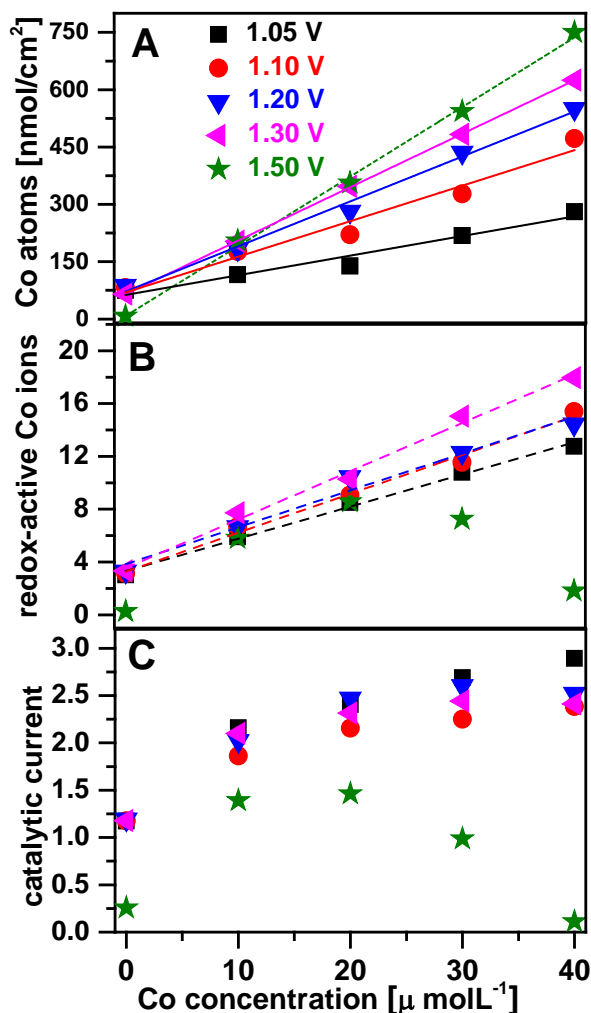 A
1.05 V
1.10 V
1.20 V
1.30 V
1.50 V
Co atoms [nmol/cm²]
750
600
450
300
150
0
B
redox-active Co ions
20
16
12
8
4
0
C
catalytic current
3.0
2.5
2.0
1.5
1.0
0.5
0.0
0 10 20 30 40
Co concentration [μ molL⁻¹]